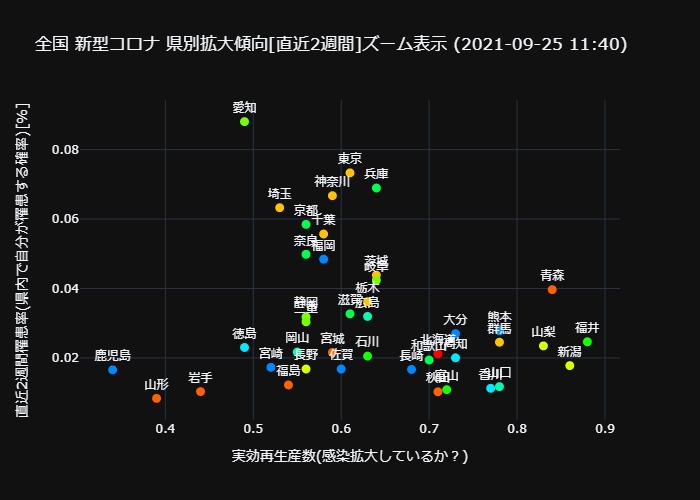 全国 新型コロナ 県別拡大傾向[直近2週間]ズーム表示 (2021-09-25 11:40)
直近2週間罹患率(県内で自分が罹患する確率)[%]
0.08
0.06
0.04
0.02
愛知
東京
兵庫
神奈川
埼玉
京都
千葉
奈良
福岡
茨城
岐阜
青森
栃木
滋賀
広島
静岡
三重
大分
熊本
群馬
徳島
岡山
宮城
石川
北海道
和歌山
高知
山梨
福井
新潟
鹿児島
宮崎
長野
佐賀
長崎
福島
山形
岩手
秋田
富山
香川
山口
0.4
0.5
0.6
0.7
0.8
0.9
実効再生産数(感染拡大しているか？)